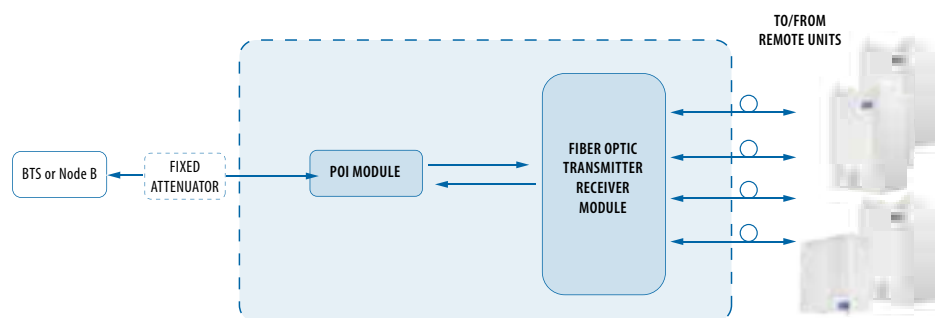 TO/FROM
REMOTE UNITS
BTS or Node B
FIXED
ATTENUATOR
POI MODULE
FIBER OPTIC
TRANSMITTER
RECEIVER
MODULE